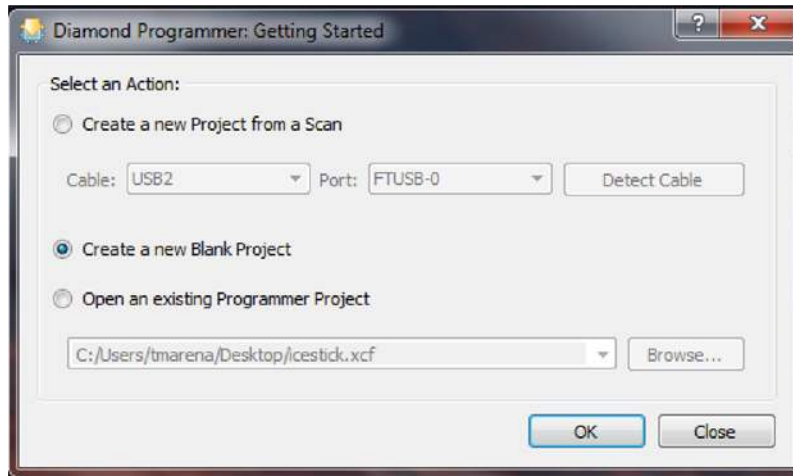 Diamond Programmer: Getting Started
?
Select an Action:
Create a new Project from a Scan
Cable: USB2 Port: FTUSB-0 Detect Cable
Create a new Blank Project
Open an existing Programmer Project
C:/Users/tmarena/Desktop/icestick.xcf Browse...
OK Close